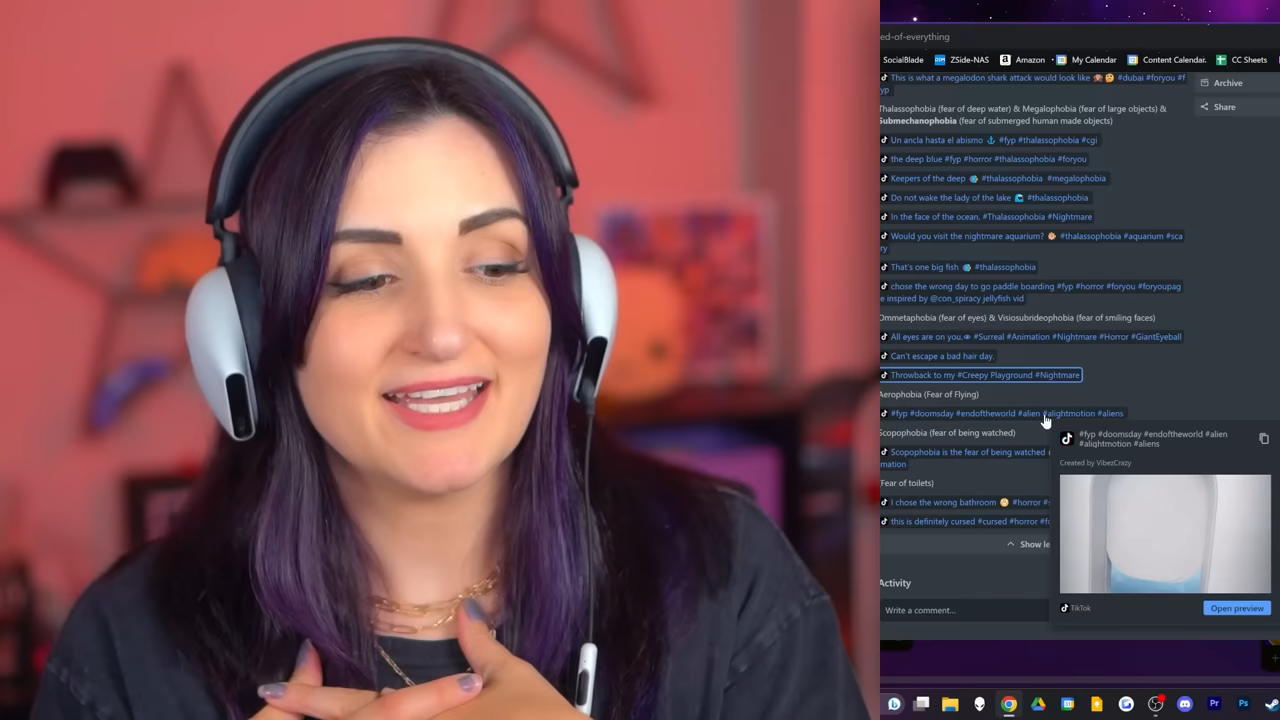 ed-of-everything
SocialBlade
ZSide-NAS
Amazon
My Calendar
Content Calendar.
CC Sheets
This is what a megalodon shark attack would look like 🙈 🤔 #dubai #foryou #f
yp
Archive
Share
Thalassophobia (fear of deep water) & Megalophobia (fear of large objects) &
Submechanophobia (fear of submerged human made objects)
Un ancla hasta el abismo ⚓ #fyp #thalassophobia #cgi
the deep blue #fyp #horror #thalassophobia #foryou
Keepers of the deep 🐠 #thalassophobia #megalophobia
Do not wake the lady of the lake 🌊 #thalassophobia
In the face of the ocean. #Thalassophobia #Nightmare
Would you visit the nightmare aquarium? 🐡 #thalassophobia #aquarium #sca
ry
That's one big fish 🐠 #thalassophobia
chose the wrong day to go paddle boarding #fyp #horror #foryou #foryoupag
e inspired by @con_spiracy jellyfish vid
Ommetaphobia (fear of eyes) & Visiosubrideophobia (fear of smiling faces)
All eyes are on you.👁 #Surreal #Animation #Nightmare #Horror #GiantEyeball
Can't escape a bad hair day.
Throwback to my #Creepy Playground #Nightmare
Aerophobia (Fear of Flying)
#fyp #doomsday #endoftheworld #alien #alightmotion #aliens
Scopophobia (fear of being watched)
Scopophobia is the fear of being watched
mation
(Fear of toilets)
I chose the wrong bathroom 😳 #horror #s
this is definitely cursed #cursed #horror #fo
Show le
Activity
Write a comment...
#fyp #doomsday #endoftheworld #alien
#alightmotion #aliens
Created by VibezCrazy
TikTok
Open preview
Pr
Ps